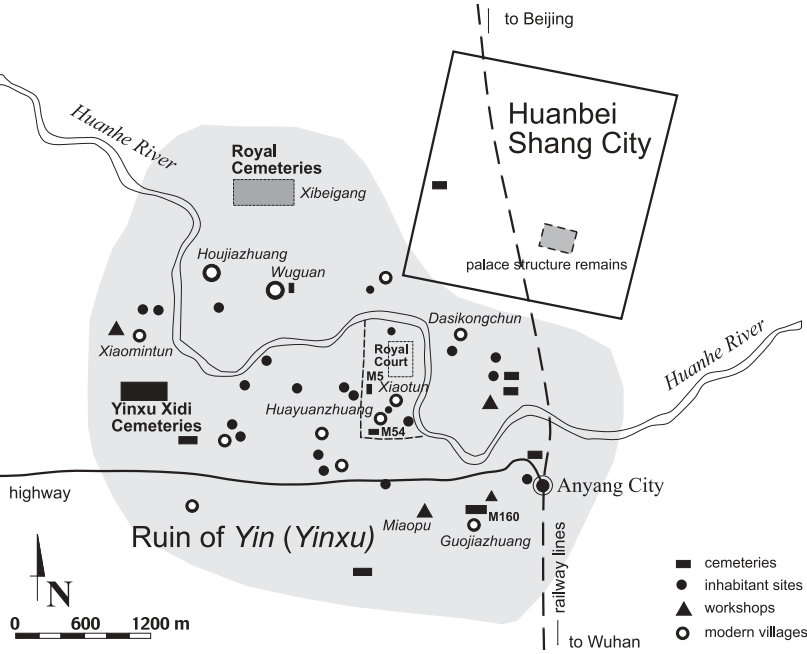 to Beijing
Huanbei
Shang City
Huanhe River
Royal
Cemeteries
Xibeigang
palace structure remains
Houjiazhuang
Wuguan
Dasikongchun
Huanhe River
Xiaomintun
Royal
Court
M5
Xiaotun
Yinxu Xidi
Cemeteries
Huayuanzhuang
M54
highway
Anyang City
Miaopu
M160
Guojiazhuang
Ruin of Yin (Yinxu)
railway lines
to Wuhan
N
0 600 1200 m
cemeteries
inhabitant sites
workshops
modern villages